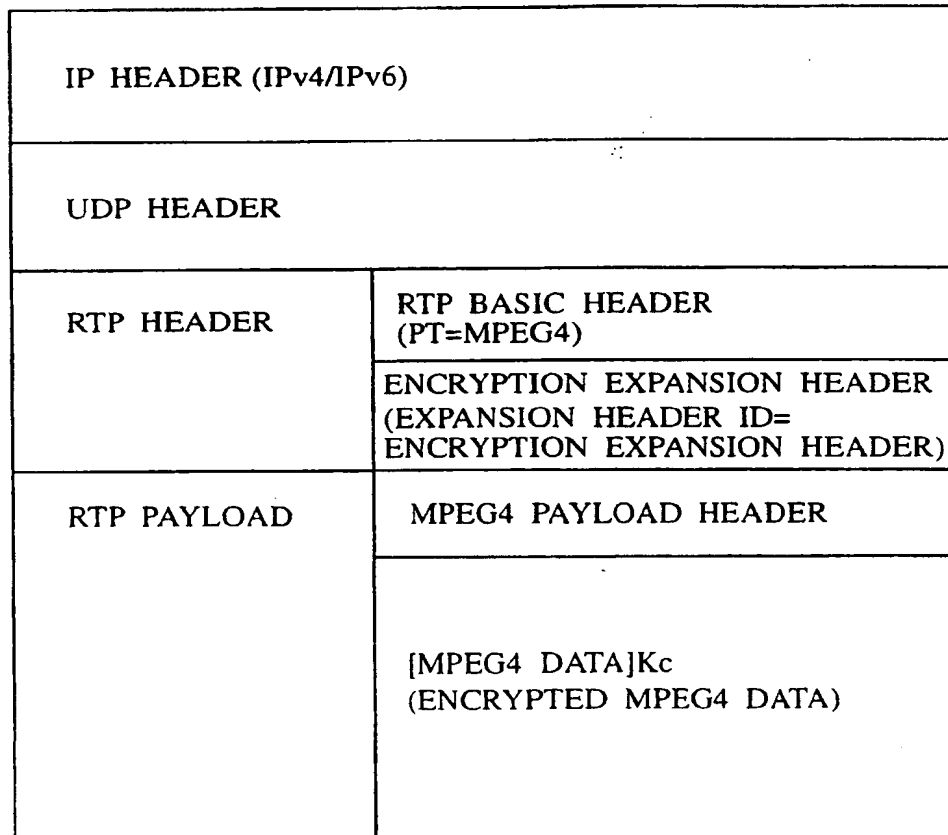 IP HEADER (IPv4/IPv6)
UDP HEADER
RTP HEADER
RTP BASIC HEADER
(PT=MPEG4)
ENCRYPTION EXPANSION HEADER
(EXPANSION HEADER ID=
ENCRYPTION EXPANSION HEADER)
RTP PAYLOAD
MPEG4 PAYLOAD HEADER
[MPEG4 DATA]Kc
(ENCRYPTED MPEG4 DATA)